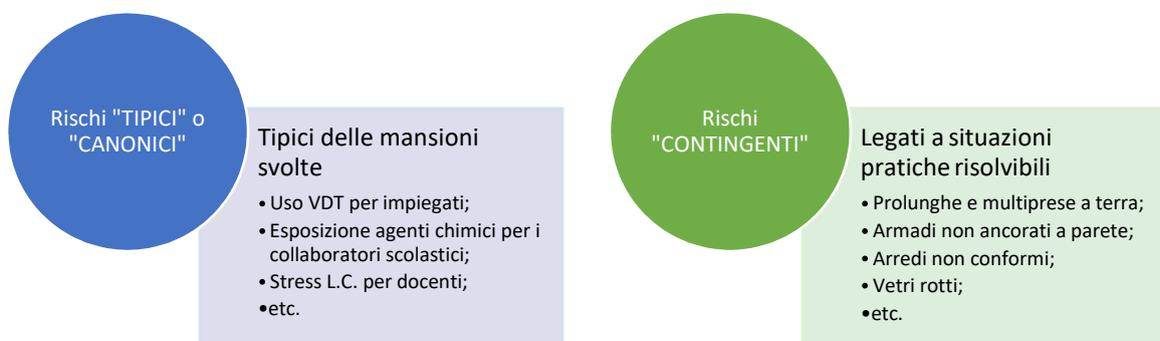 Rischi "TIPICI" o
"CANONICI"
Tipici delle mansioni
svolte
• Uso VDT per impiegati;
• Esposizione agenti chimici per i
collaboratori scolastici;
• Stress L.C. per docenti;
•etc.
Rischi
"CONTINGENTI"
Legati a situazioni
pratiche risolvibili
• Prolunghe e multiprese a terra;
• Armadi non ancorati a parete;
• Arredi non conformi;
• Vetri rotti;
•etc.